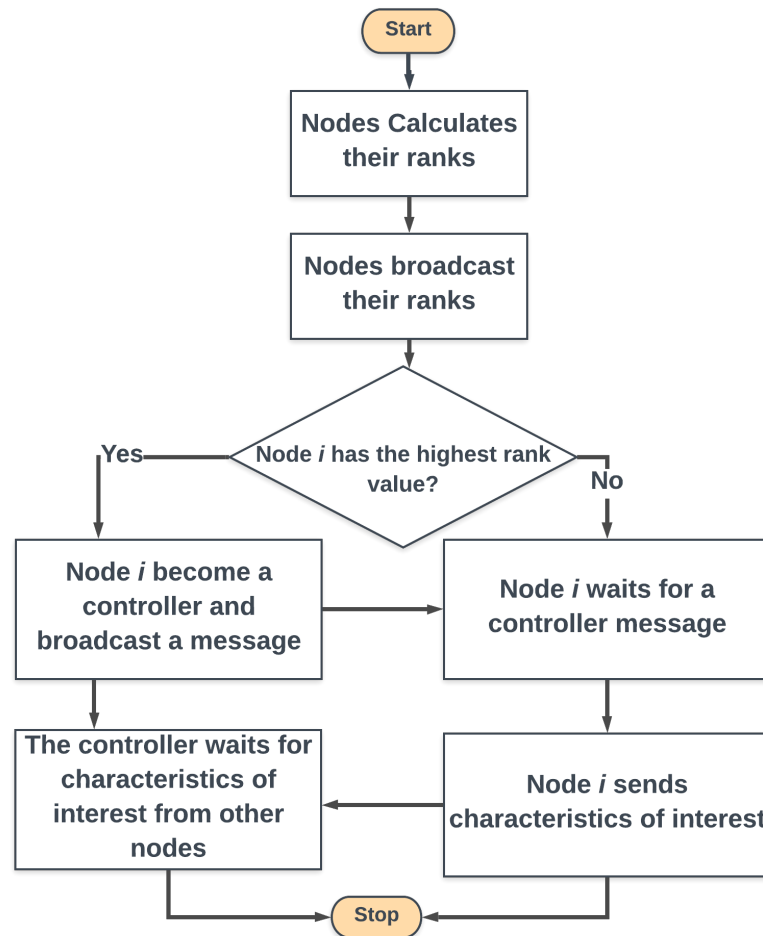 Start
Nodes Calculates
their ranks
Nodes broadcast
their ranks
Node i has the highest rank
value?
Yes
No
Node i become a
controller and
broadcast a message
Node i waits for a
controller message
The controller waits for
characteristics of
interest from other
nodes
Node i sends
characteristics of interest
Stop